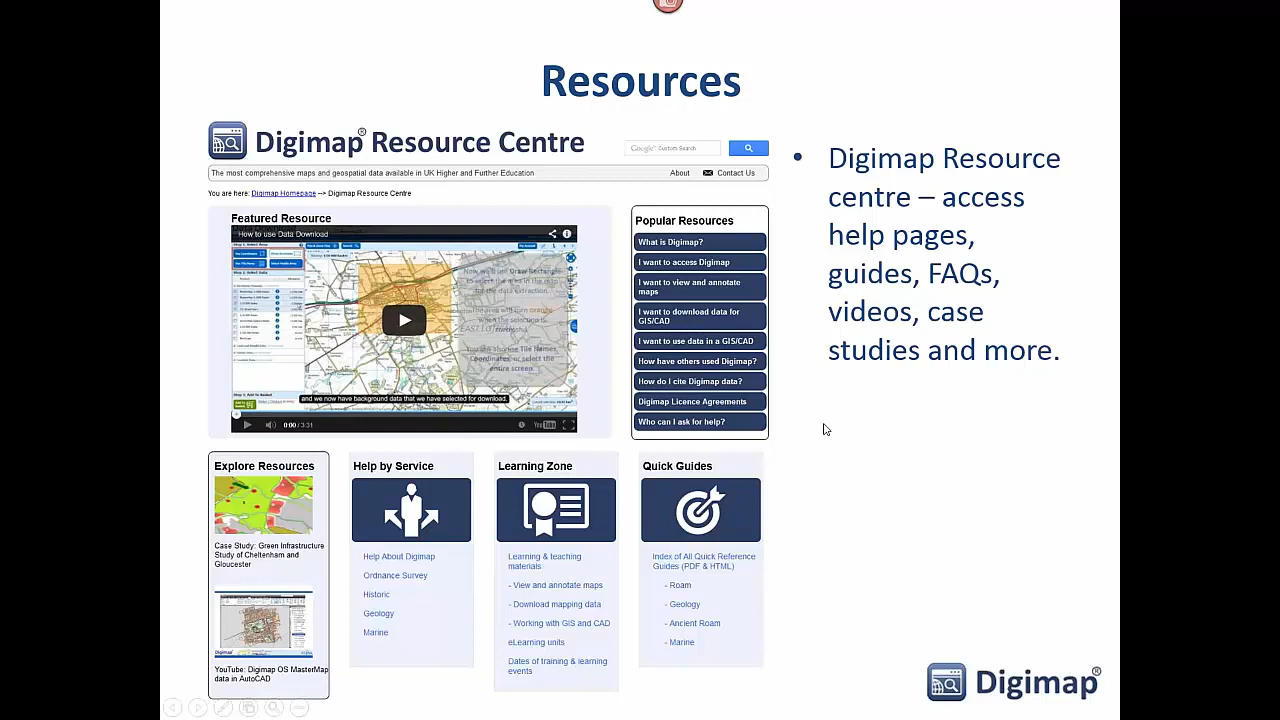 Resources
Digimap® Resource Centre
Google™ Custom Search
The most comprehensive maps and geospatial data available in UK Higher and Further Education
About
Contact Us
You are here: Digimap Homepage --> Digimap Resource Centre
Featured Resource
How to use Data Download
and we now have background data that we have selected for download.
0:00 / 3:31
YouTube
Popular Resources
What is Digimap?
I want to access Digimap
I want to view and annotate
maps
I want to download data for
GIS/CAD
I want to use data in a GIS/CAD
How have others used Digimap?
How do I cite Digimap data?
Digimap Licence Agreements
Who can I ask for help?
• Digimap Resource
centre – access
help pages,
guides, FAQs,
videos, case
studies and more.
Explore Resources
Case Study: Green Infrastructure
Study of Cheltenham and
Gloucester
YouTube: Digimap OS MasterMap
data in AutoCAD
Help by Service
Help About Digimap
Ordnance Survey
Historic
Geology
Marine
Learning Zone
Learning & teaching
materials
- View and annotate maps
- Download mapping data
- Working with GIS and CAD
eLearning units
Dates of training & learning
events
Quick Guides
Index of All Quick Reference
Guides (PDF & HTML)
- Roam
- Geology
- Ancient Roam
- Marine
Digimap®